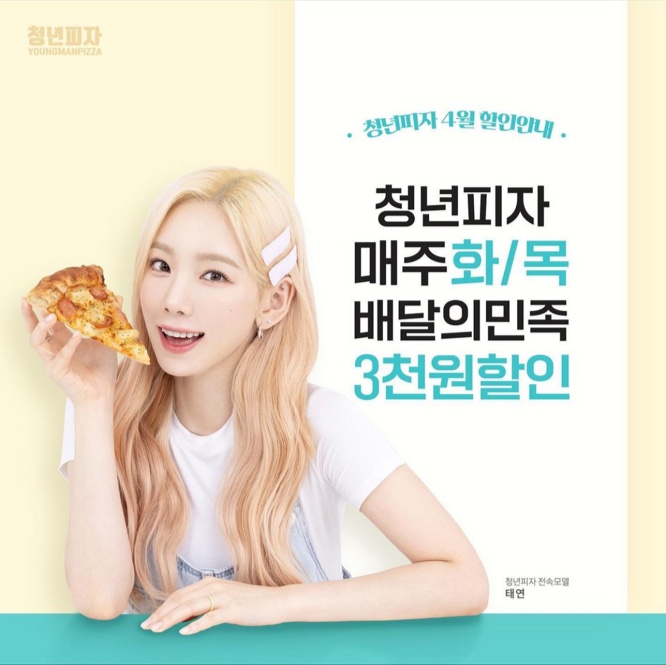 청년피자
YOUNGMANPIZZA
청년피자 4월 할인안내
청년피자
매주 화/목
배달의민족
3천원할인
청년피자 전속모델
태연